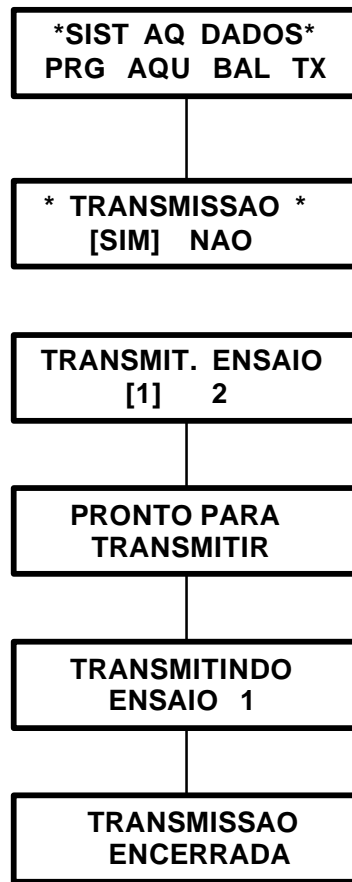 *SIST AQ DADOS*
PRG AQU BAL TX
* TRANSMISSAO *
[SIM] NAO
TRANSMIT. ENSAIO
[1] 2
PRONTO PARA
TRANSMITIR
TRANSMITINDO
ENSAIO 1
TRANSMISSAO
ENCERRADA